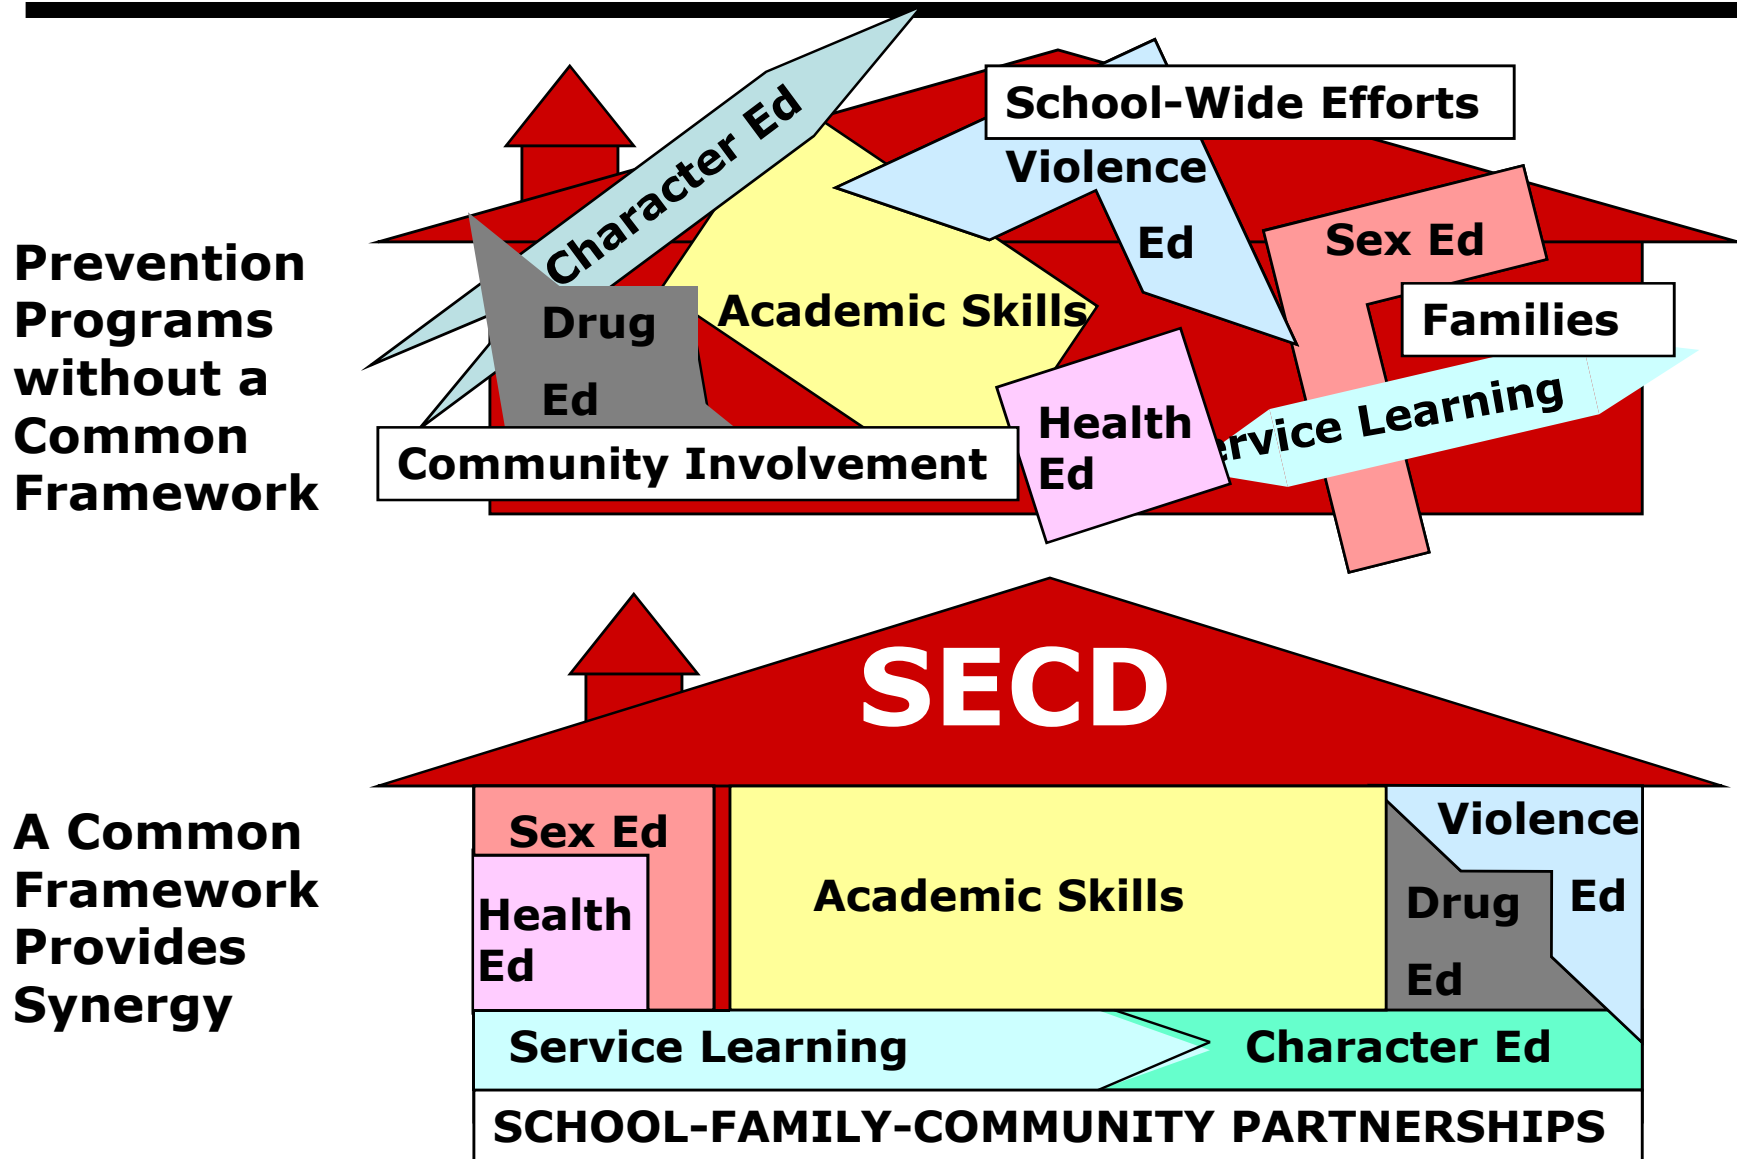 Prevention
Programs
without a
Common
Framework
Character Ed
School-Wide Efforts
Violence
Ed
Sex Ed
Families
Academic Skills
Drug
Ed
Health
Ed
ervice Learning
Community Involvement
A Common
Framework
Provides
Synergy
SECD
Sex Ed
Health
Ed
Academic Skills
Violence
Ed
Drug
Ed
Service Learning
Character Ed
SCHOOL-FAMILY-COMMUNITY PARTNERSHIPS